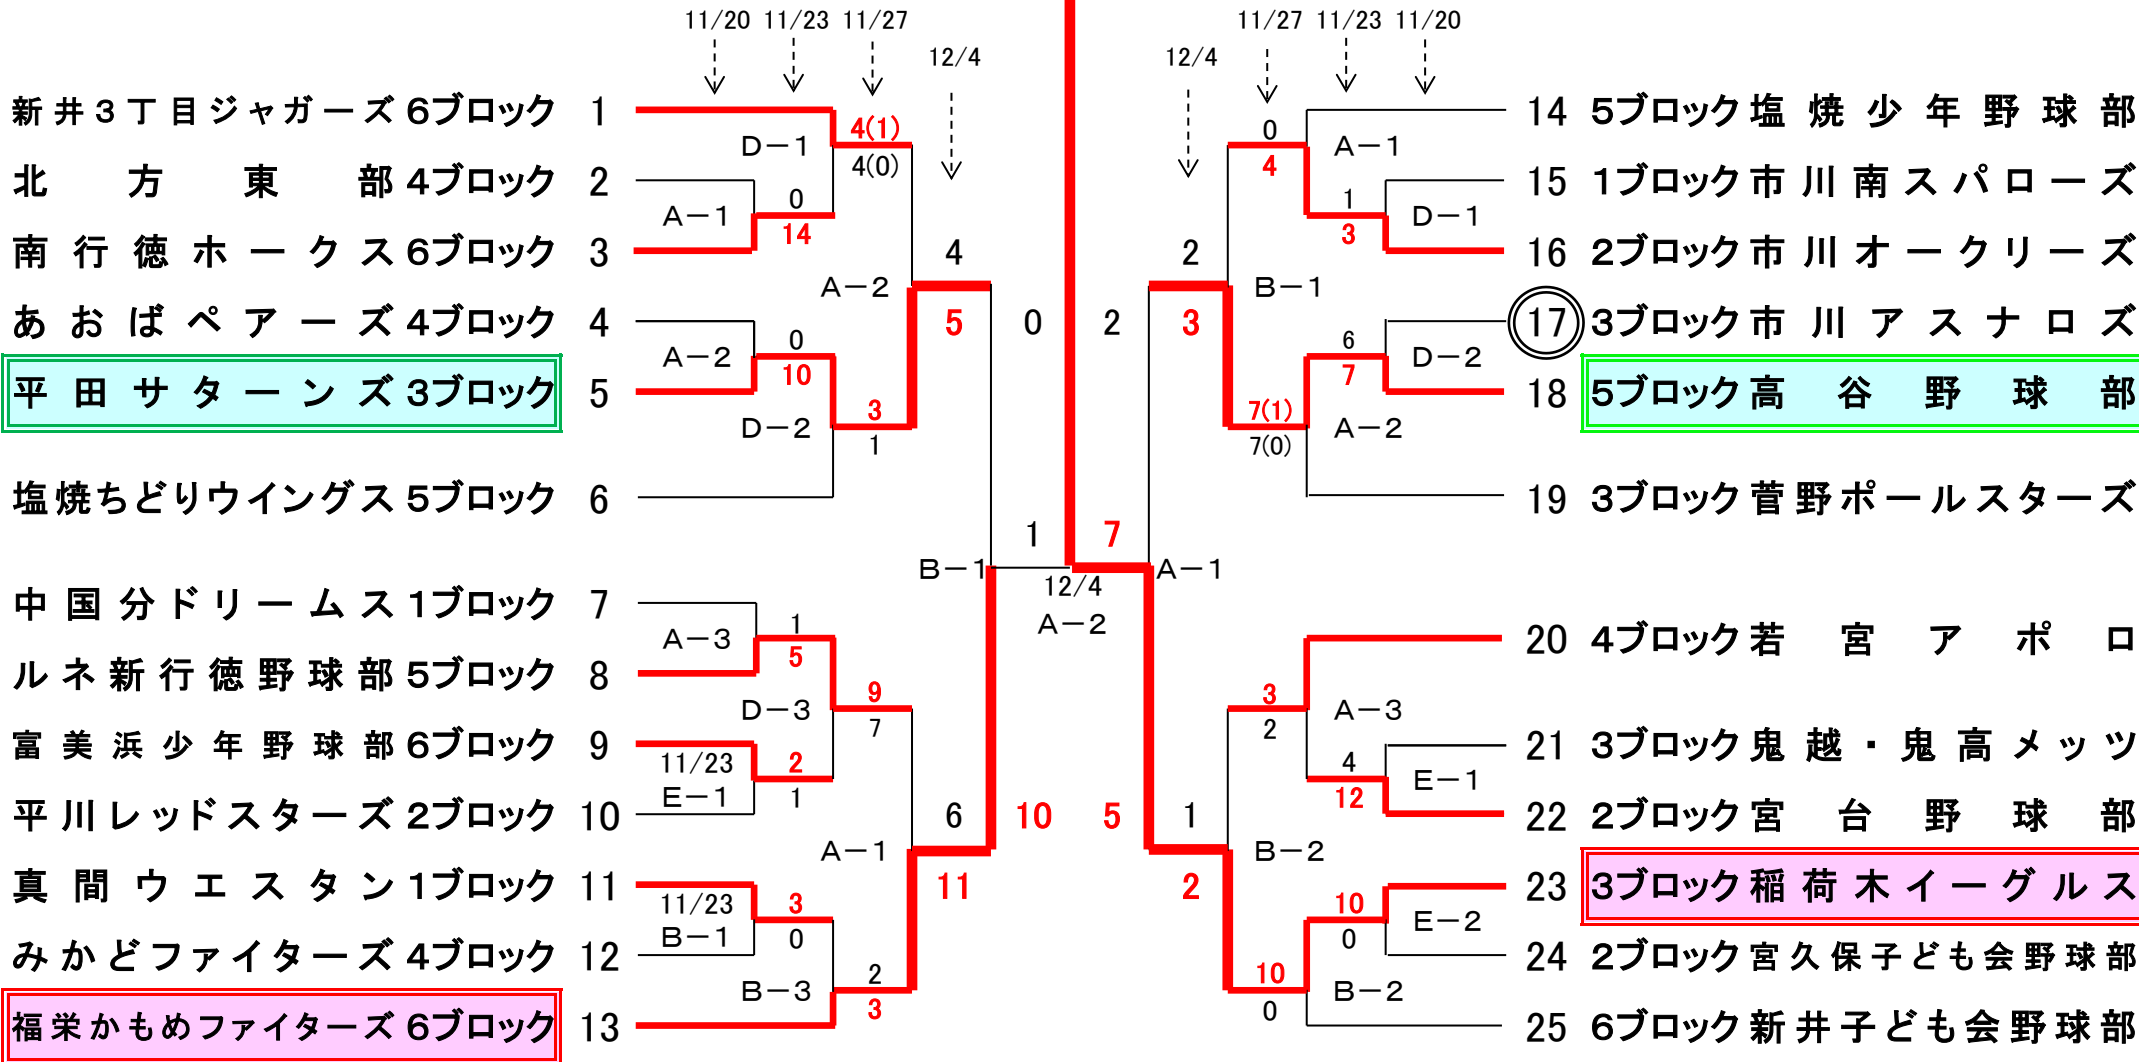 11/20 11/23 11/27 12/4
12/4 11/27 11/23 11/20
新井3丁目ジャガーズ 6ブロック 1
北方東部 4ブロック 2
南行徳ホークス 6ブロック 3
あおばペアーズ 4ブロック 4
平田サターンズ 3ブロック 5
塩焼ちどりウイングス 5ブロック 6
中国分ドリームス 1ブロック 7
ルネ新行徳野球部 5ブロック 8
富美浜少年野球部 6ブロック 9
平川レッドスターズ 2ブロック 10
真間ウエスタン 1ブロック 11
みかどファイターズ 4ブロック 12
福栄かもめファイターズ 6ブロック 13
A-1
0
14
A-2
0
10
A-3
1
5
11/23
E-1
2
1
11/23
B-1
3
0
D-1
4(1)
4(0)
D-2
3
1
D-3
9
7
B-3
2
3
A-2
4
5
A-1
6
11
B-1
0
10
1
7
12/4
A-2
A-1
2
5
B-1
2
3
B-2
1
2
A-1
0
4
A-2
7(1)
7(0)
A-3
3
2
B-2
10
0
D-1
1
3
D-2
6
7
E-1
4
12
E-2
10
0
14 5ブロック 塩焼少年野球部
15 1ブロック 市川南スパローズ
16 2ブロック 市川オークリーズ
17 3ブロック 市川アスナロズ
18 5ブロック 高谷野球部
19 3ブロック 菅野ポールスターズ
20 4ブロック 若宮アポロ
21 3ブロック 鬼越・鬼高メッツ
22 2ブロック 宮台野球部
23 3ブロック 稲荷木イーグルス
24 2ブロック 宮久保子ども会野球部
25 6ブロック 新井子ども会野球部